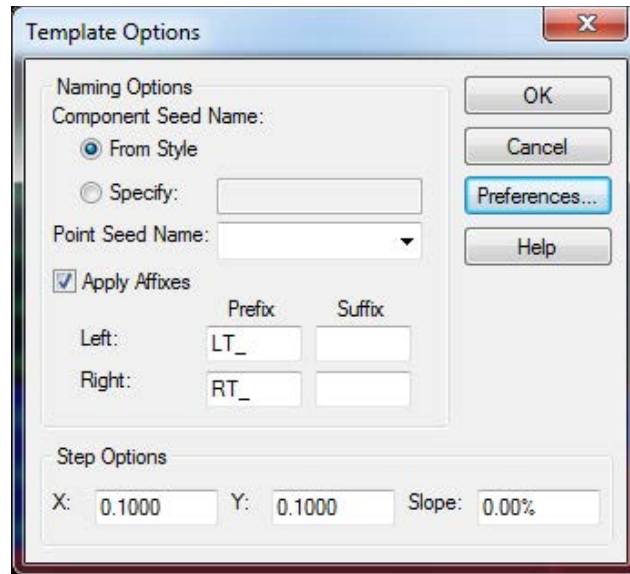 Template Options
Naming Options
OK
Component Seed Name:
From Style
Cancel
Specify:
Preferences...
Point Seed Name:
Help
Apply Affixes
Prefix Suffix
Left: LT_
Right: RT_
Step Options
X: 0.1000 Y: 0.1000 Slope: 0.00%